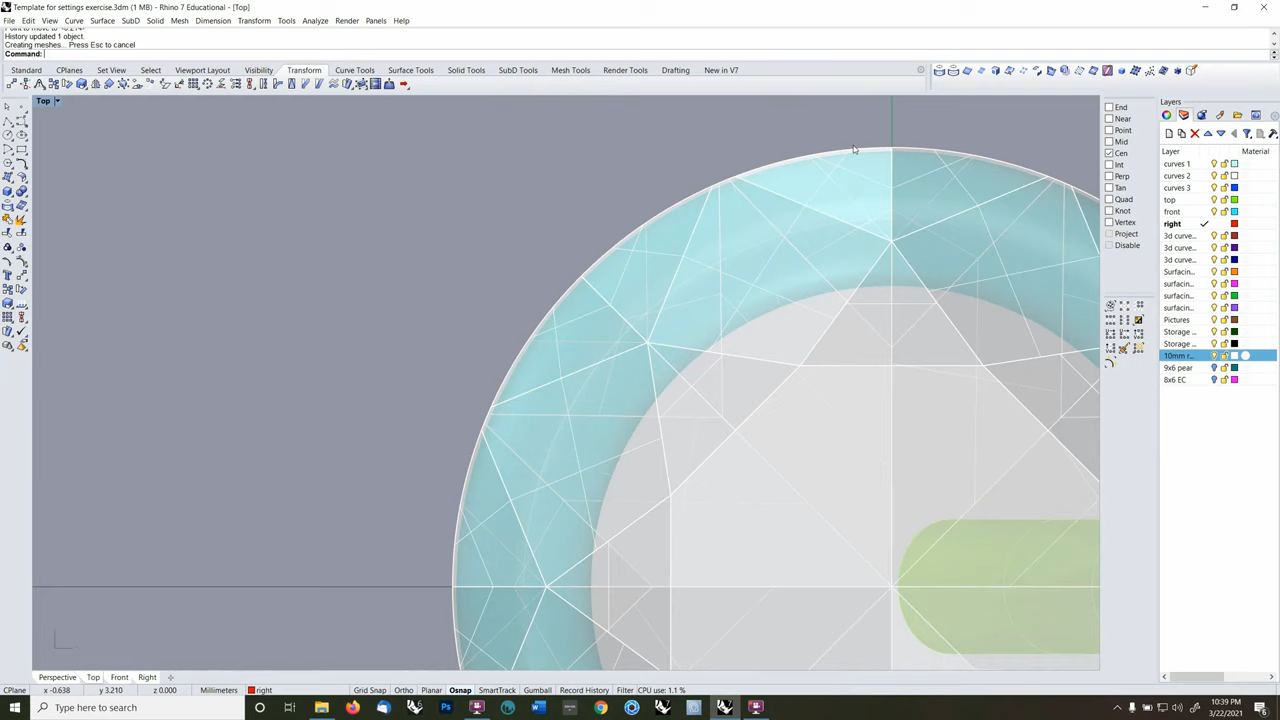 Template for settings exercise.3dm (1 MB) - Rhino 7 Educational - [Top]
File Edit View Curve Surface SubD Solid Mesh Dimension Transform Tools Analyze Render Panels Help
History updated 1 object.
Creating meshes... Press Esc to cancel
Command:
Standard CPlanes Set View Select Viewport Layout Visibility Transform Curve Tools Surface Tools Solid Tools SubD Tools Mesh Tools Render Tools Drafting New in V7
Top
End
Near
Point
Mid
Cen
Int
Perp
Tan
Quad
Knot
Vertex
Project
Disable
Layers
Layer Material
curves 1
curves 2
curves 3
top
front
right
3d curve...
3d curve...
3d curve...
Surfacin...
surfacin...
surfacin...
surfacin...
Pictures
Storage ...
Storage ...
10mm r...
9x6 pear
8x6 EC
Perspective Top Front Right
CPlane x -0.638 y 3.210 z 0.000 Millimeters right Grid Snap Ortho Planar Osnap SmartTrack Gumball Record History Filter CPU use: 1.1 %
Type here to search
10:39 PM
3/22/2021